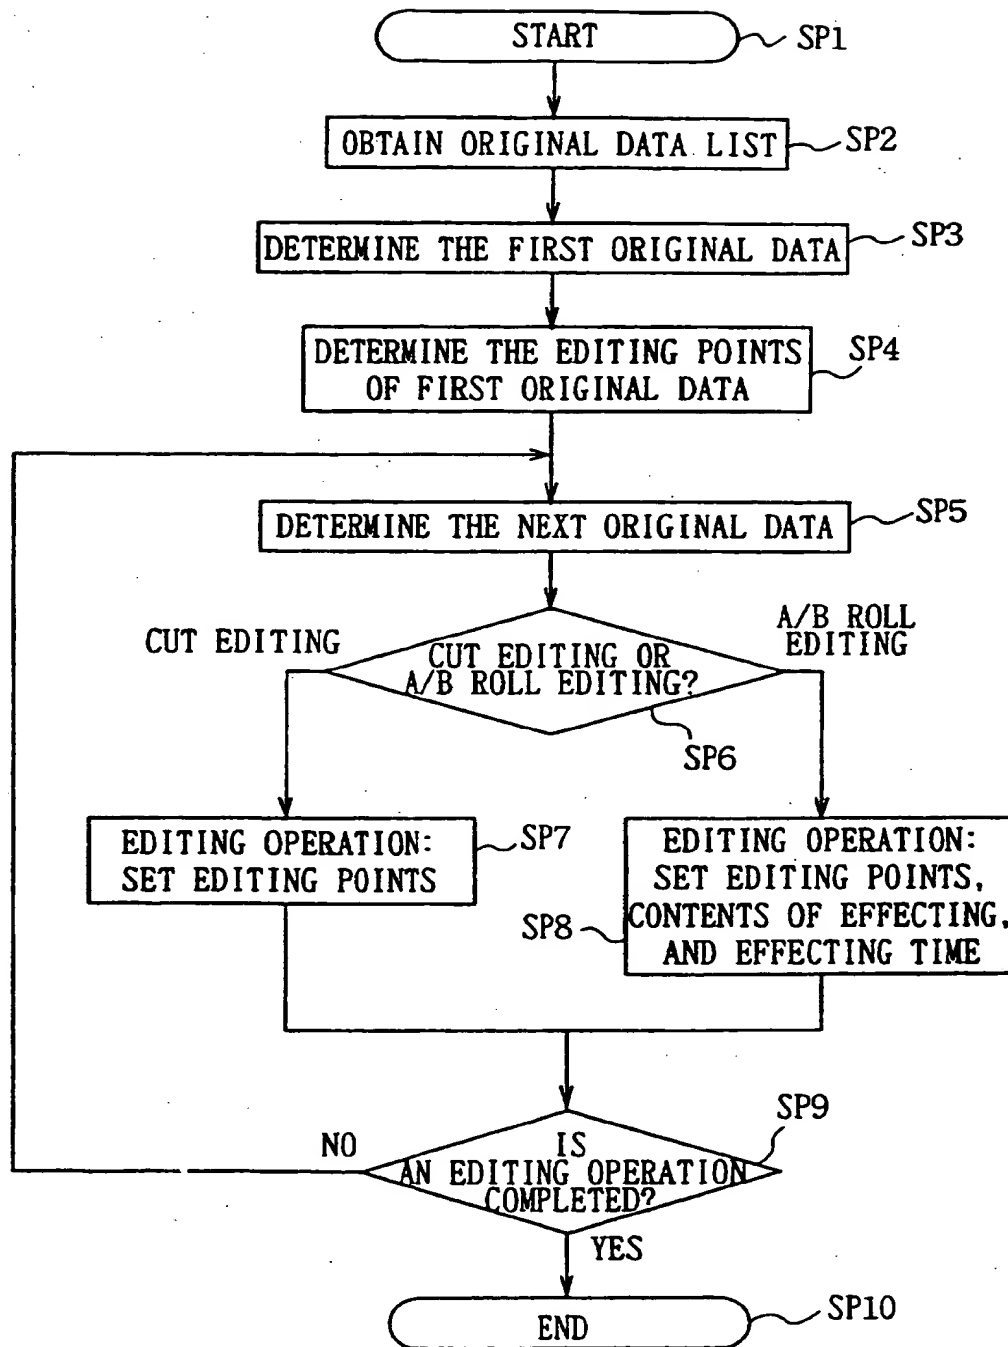 START
SP1
OBTAIN ORIGINAL DATA LIST
SP2
DETERMINE THE FIRST ORIGINAL DATA
SP3
DETERMINE THE EDITING POINTS
OF FIRST ORIGINAL DATA
SP4
DETERMINE THE NEXT ORIGINAL DATA
SP5
CUT EDITING
A/B ROLL
EDITING
CUT EDITING OR
A/B ROLL EDITING?
SP6
EDITING OPERATION:
SET EDITING POINTS
SP7
EDITING OPERATION:
SET EDITING POINTS,
CONTENTS OF EFFECTING,
AND EFFECTING TIME
SP8
NO
IS
AN EDITING OPERATION
COMPLETED?
SP9
YES
END
SP10